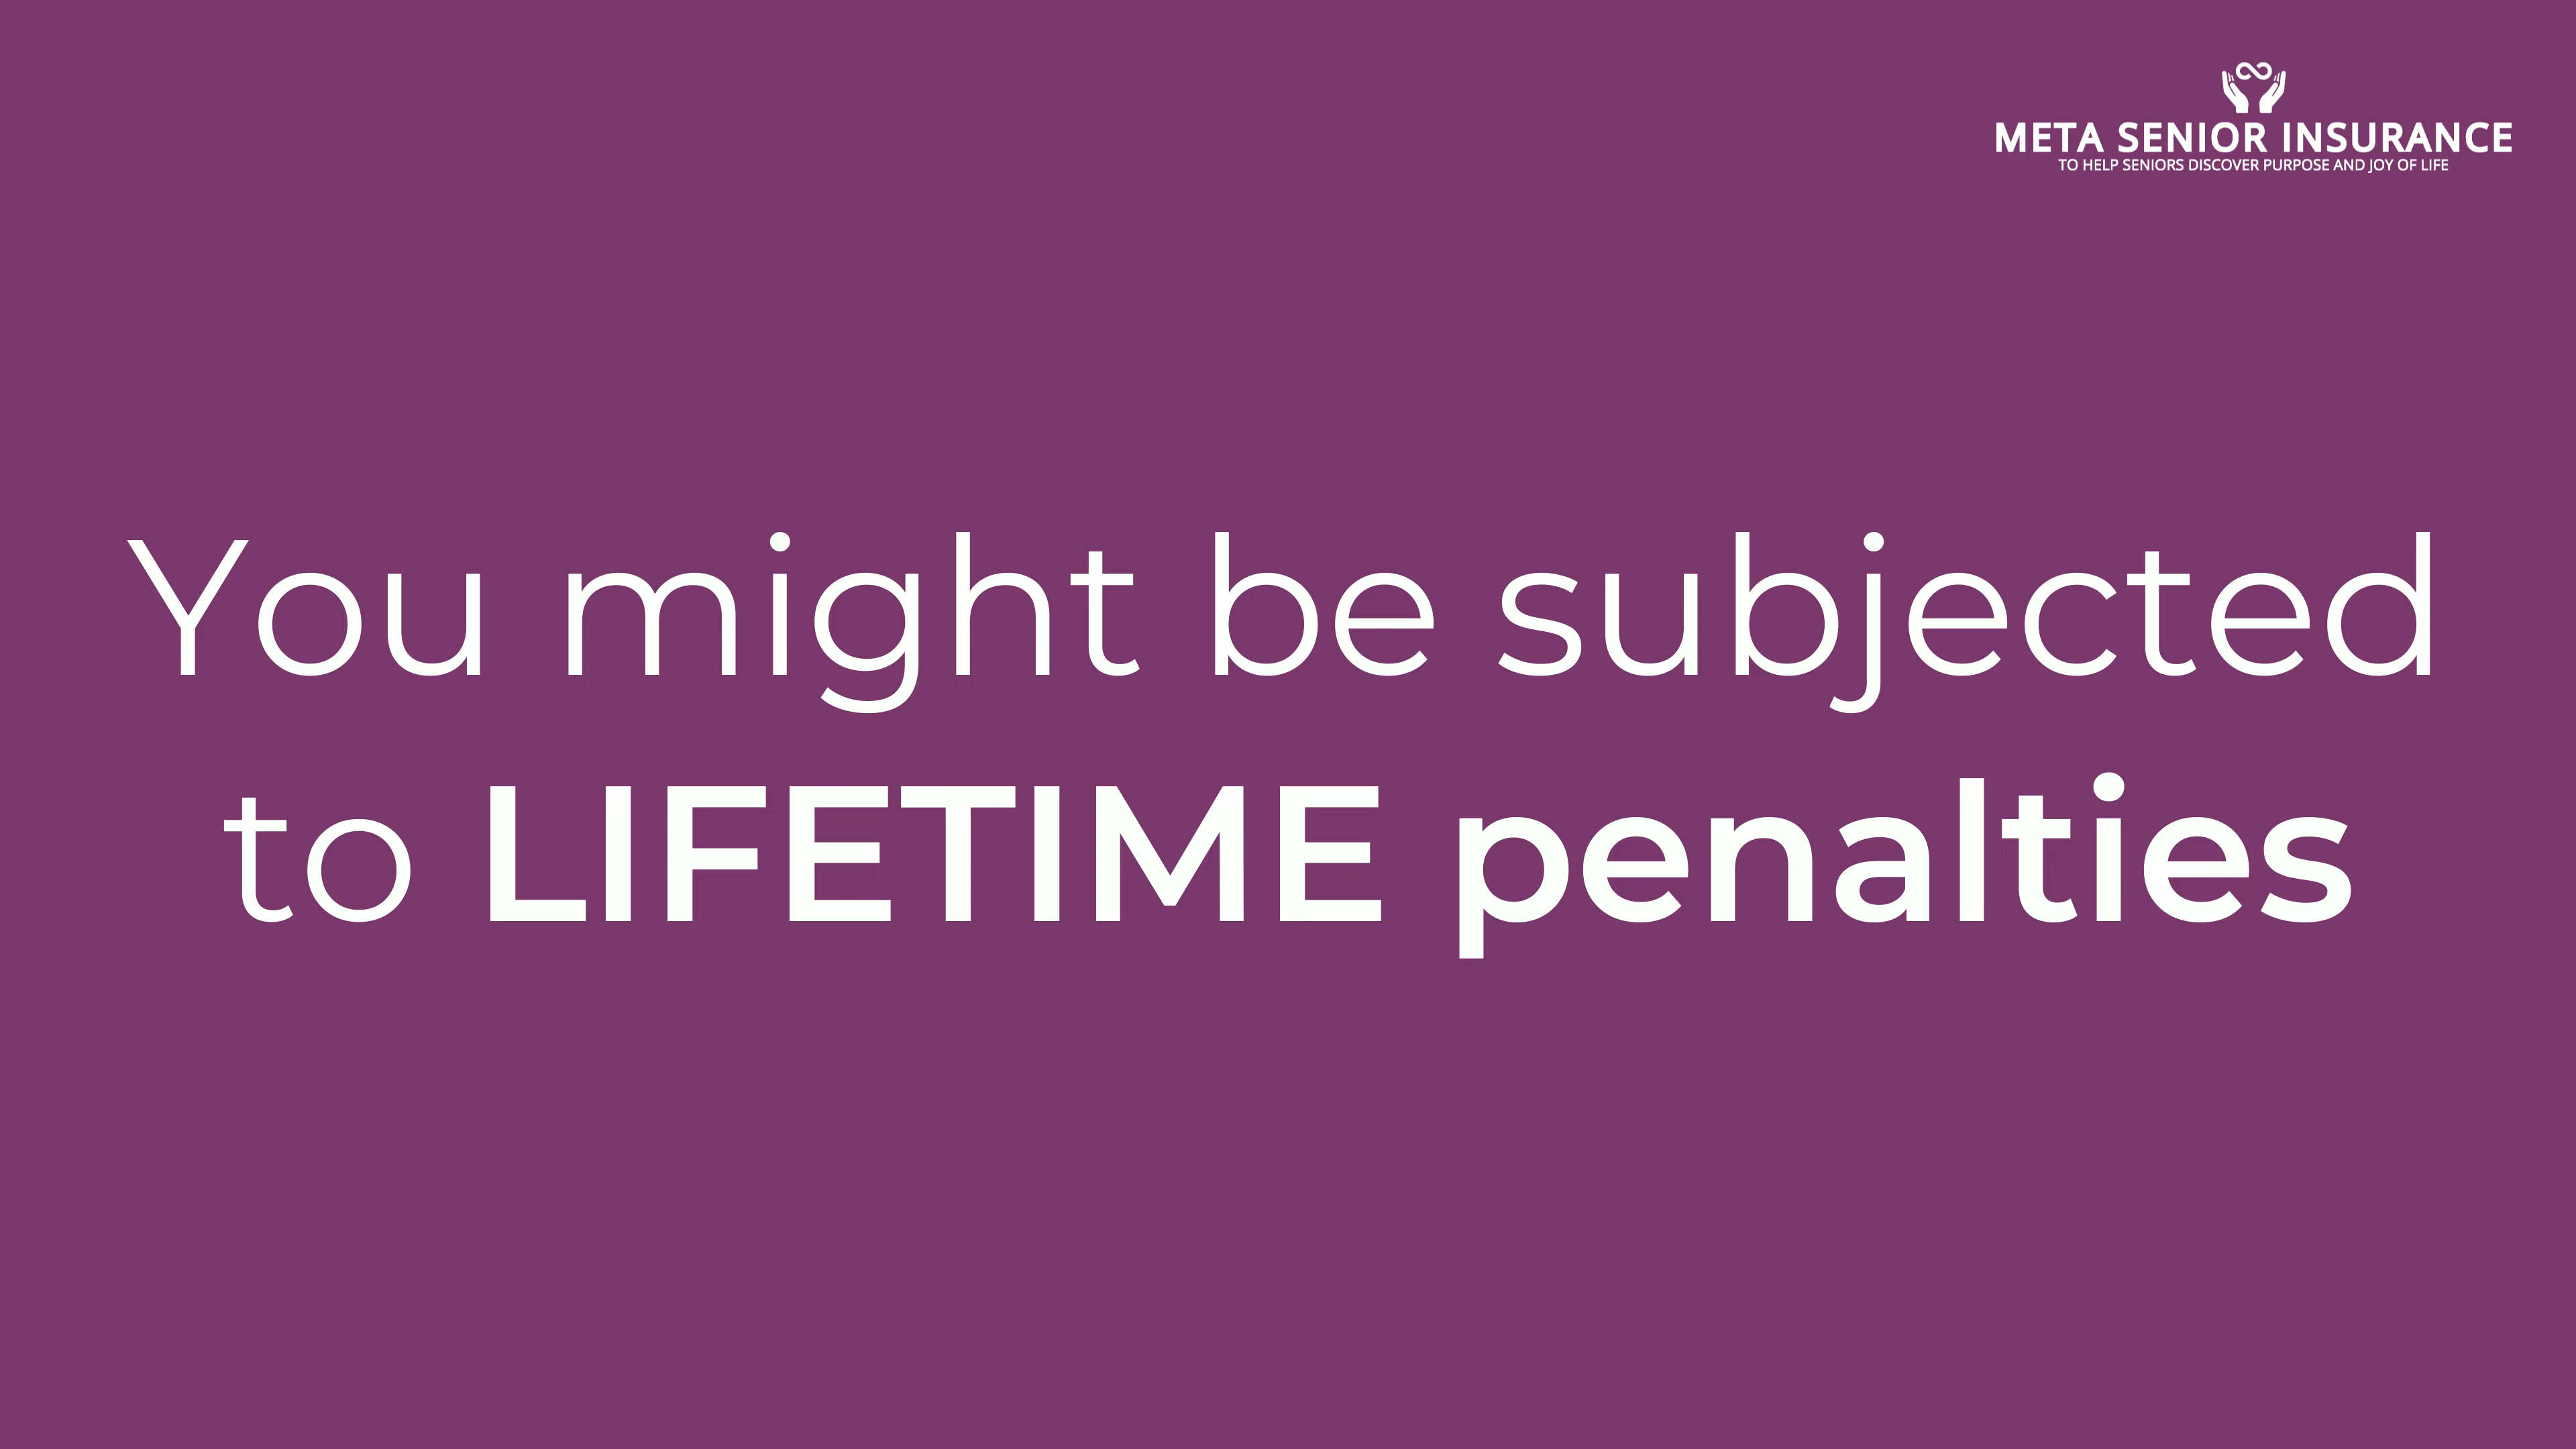 META SENIOR INSURANCE
TO HELP SENIORS DISCOVER PURPOSE AND JOY OF LIFE
You might be subjected
to LIFETIME penalties